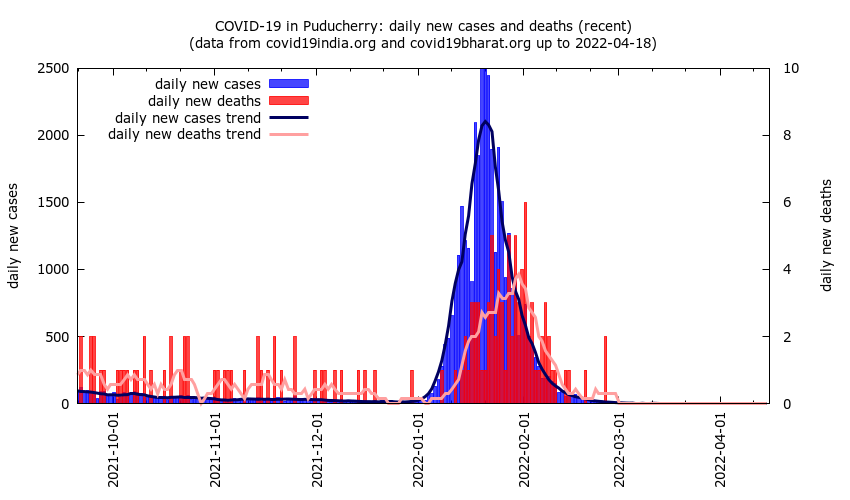 COVID-19 in Puducherry: daily new cases and deaths (recent)
(data from covid19india.org and covid19bharat.org up to 2022-04-18)
daily new cases
daily new deaths
daily new cases trend
daily new deaths trend
2500
2000
1500
1000
500
0
10
8
6
4
2
0
daily new cases
daily new deaths
2021-10-01
2021-11-01
2021-12-01
2022-01-01
2022-02-01
2022-03-01
2022-04-01